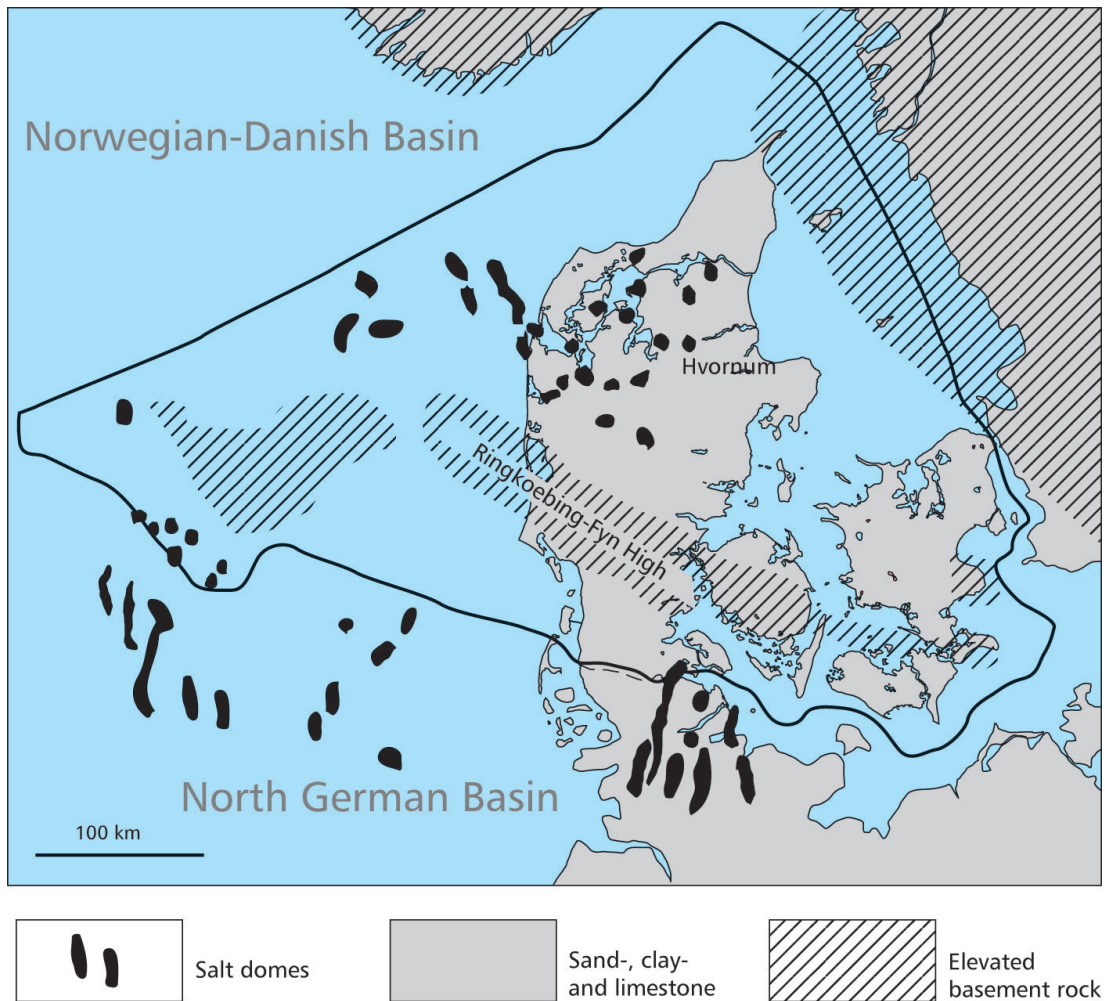 Norwegian-Danish Basin
Hvornum
Ringkoebing-Fyn High
North German Basin
100 km
Salt domes
Sand-, clay-
and limestone
Elevated
basement rock